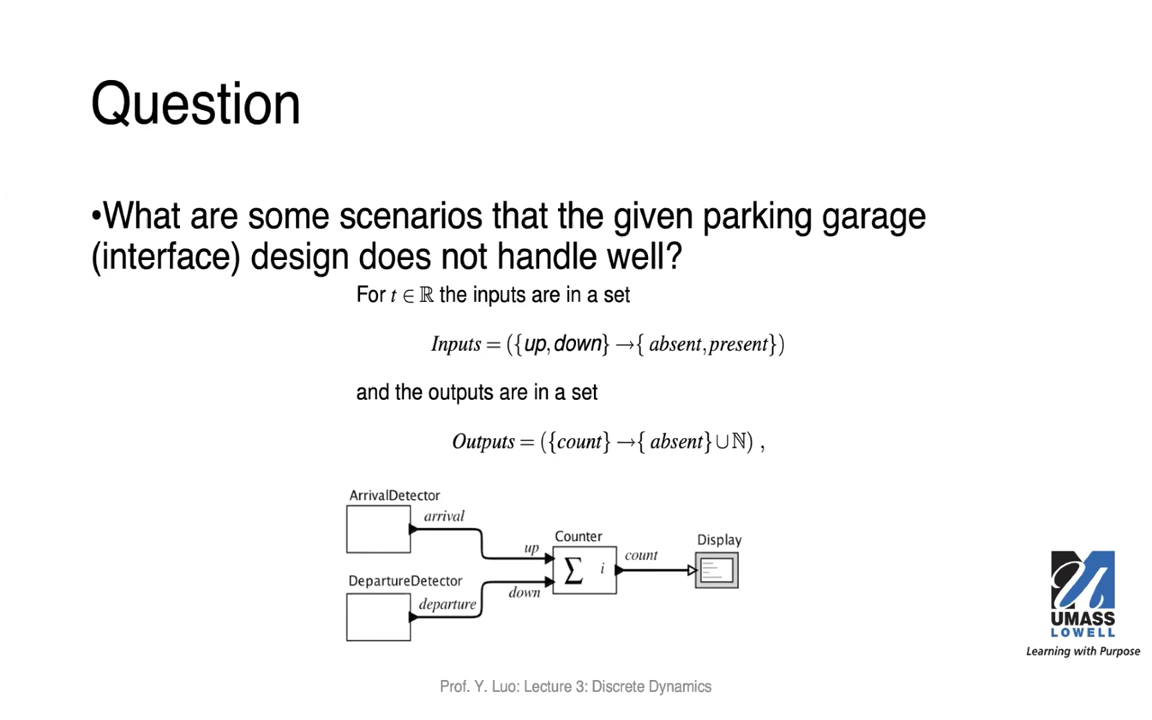 Question
•What are some scenarios that the given parking garage
(interface) design does not handle well?
For t ∈ ℝ the inputs are in a set
Inputs = ({up, down} → { absent, present})
and the outputs are in a set
Outputs = ({count} → { absent} ∪ ℕ) ,
ArrivalDetector
arrival
Counter
up
Σ i
count
Display
DepartureDetector
departure
down
UMASS
LOWELL
Learning with Purpose
Prof. Y. Luo: Lecture 3: Discrete Dynamics